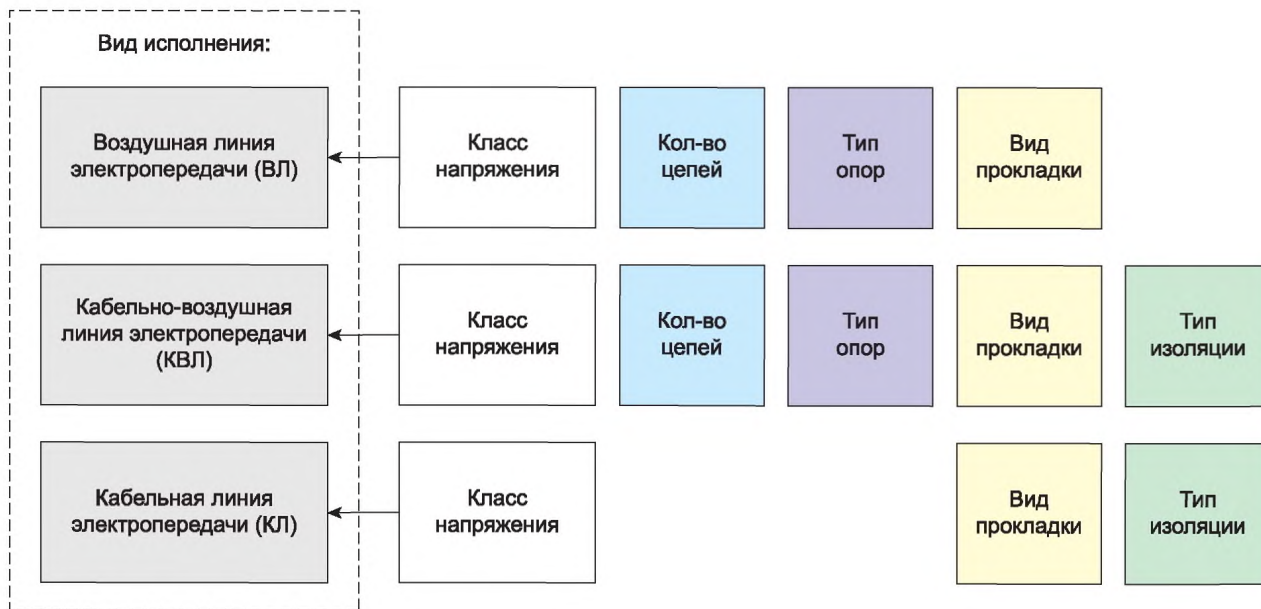 Вид исполнения:
Воздушная линия
электропередачи (ВЛ)
Класс
напряжения
Кол-во
цепей
Тип
опор
Вид
прокладки
Кабельно-воздушная
линия электропередачи
(КВЛ)
Класс
напряжения
Кол-во
цепей
Тип
опор
Вид
прокладки
Тип
изоляции
Кабельная линия
электропередачи (КЛ)
Класс
напряжения
Вид
прокладки
Тип
изоляции